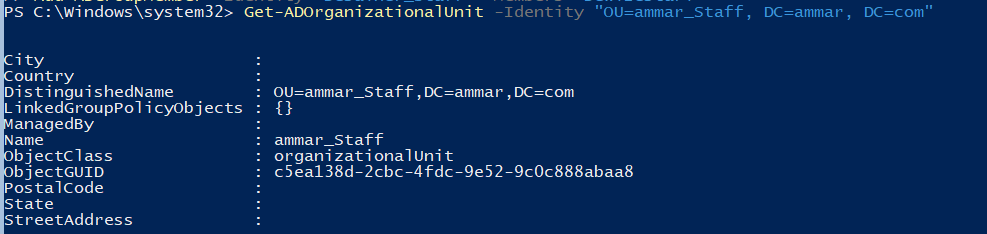 PS C:\Windows\system32> Get-ADOrganizationalUnit -Identity "OU=ammar_Staff, DC=ammar, DC=com"
City :
Country :
DistinguishedName : OU=ammar_Staff,DC=ammar,DC=com
LinkedGroupPolicyObjects : {}
ManagedBy :
Name : ammar_Staff
ObjectClass : organizationalUnit
ObjectGUID : c5ea138d-2cbc-4fdc-9e52-9c0c888abaa8
PostalCode :
State :
StreetAddress :